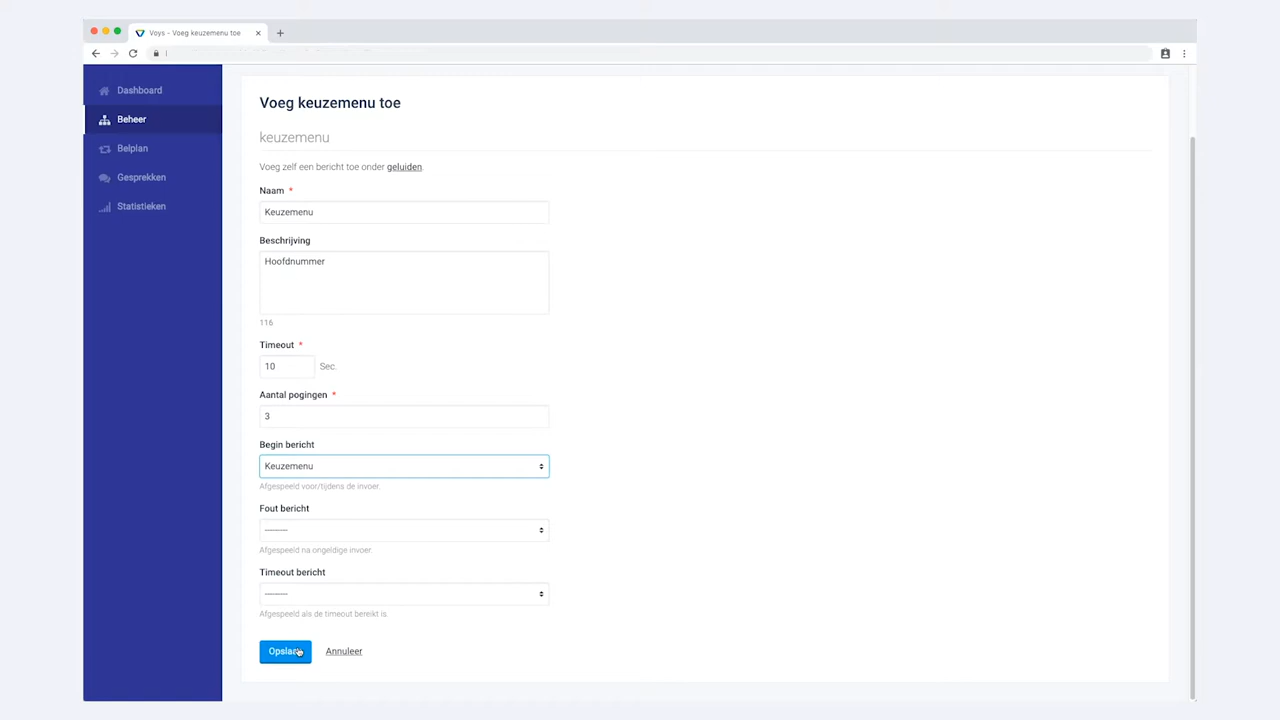 Voys - Voeg keuzemenu toe
Dashboard
Beheer
Belplan
Gesprekken
Statistieken
Voeg keuzemenu toe
keuzemenu
Voeg zelf een bericht toe onder geluiden.
Naam *
Keuzemenu
Beschrijving
Hoofdnummer
116
Timeout *
10 Sec.
Aantal pogingen *
3
Begin bericht
Keuzemenu
Afgespeeld voor/tijdens de invoer.
Fout bericht
---------
Afgespeeld na ongeldige invoer.
Timeout bericht
---------
Afgespeeld als de timeout bereikt is.
Opslaan Annuleer